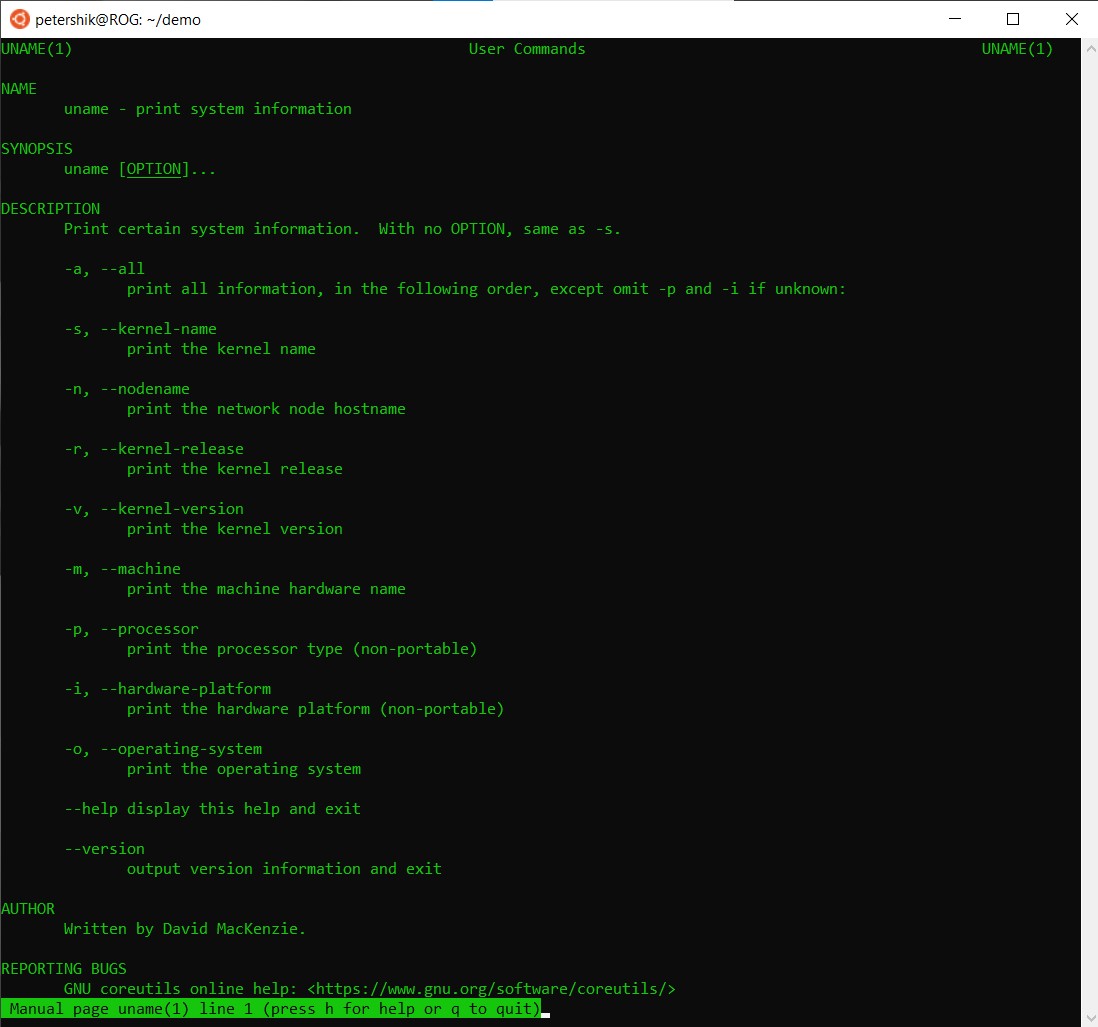 petershik@ROG: ~/demo
UNAME(1) User Commands UNAME(1)
NAME
uname - print system information
SYNOPSIS
uname [OPTION]...
DESCRIPTION
Print certain system information.  With no OPTION, same as -s.
-a, --all
print all information, in the following order, except omit -p and -i if unknown:
-s, --kernel-name
print the kernel name
-n, --nodename
print the network node hostname
-r, --kernel-release
print the kernel release
-v, --kernel-version
print the kernel version
-m, --machine
print the machine hardware name
-p, --processor
print the processor type (non-portable)
-i, --hardware-platform
print the hardware platform (non-portable)
-o, --operating-system
print the operating system
--help display this help and exit
--version
output version information and exit
AUTHOR
Written by David MacKenzie.
REPORTING BUGS
GNU coreutils online help: <https://www.gnu.org/software/coreutils/>
Manual page uname(1) line 1 (press h for help or q to quit)